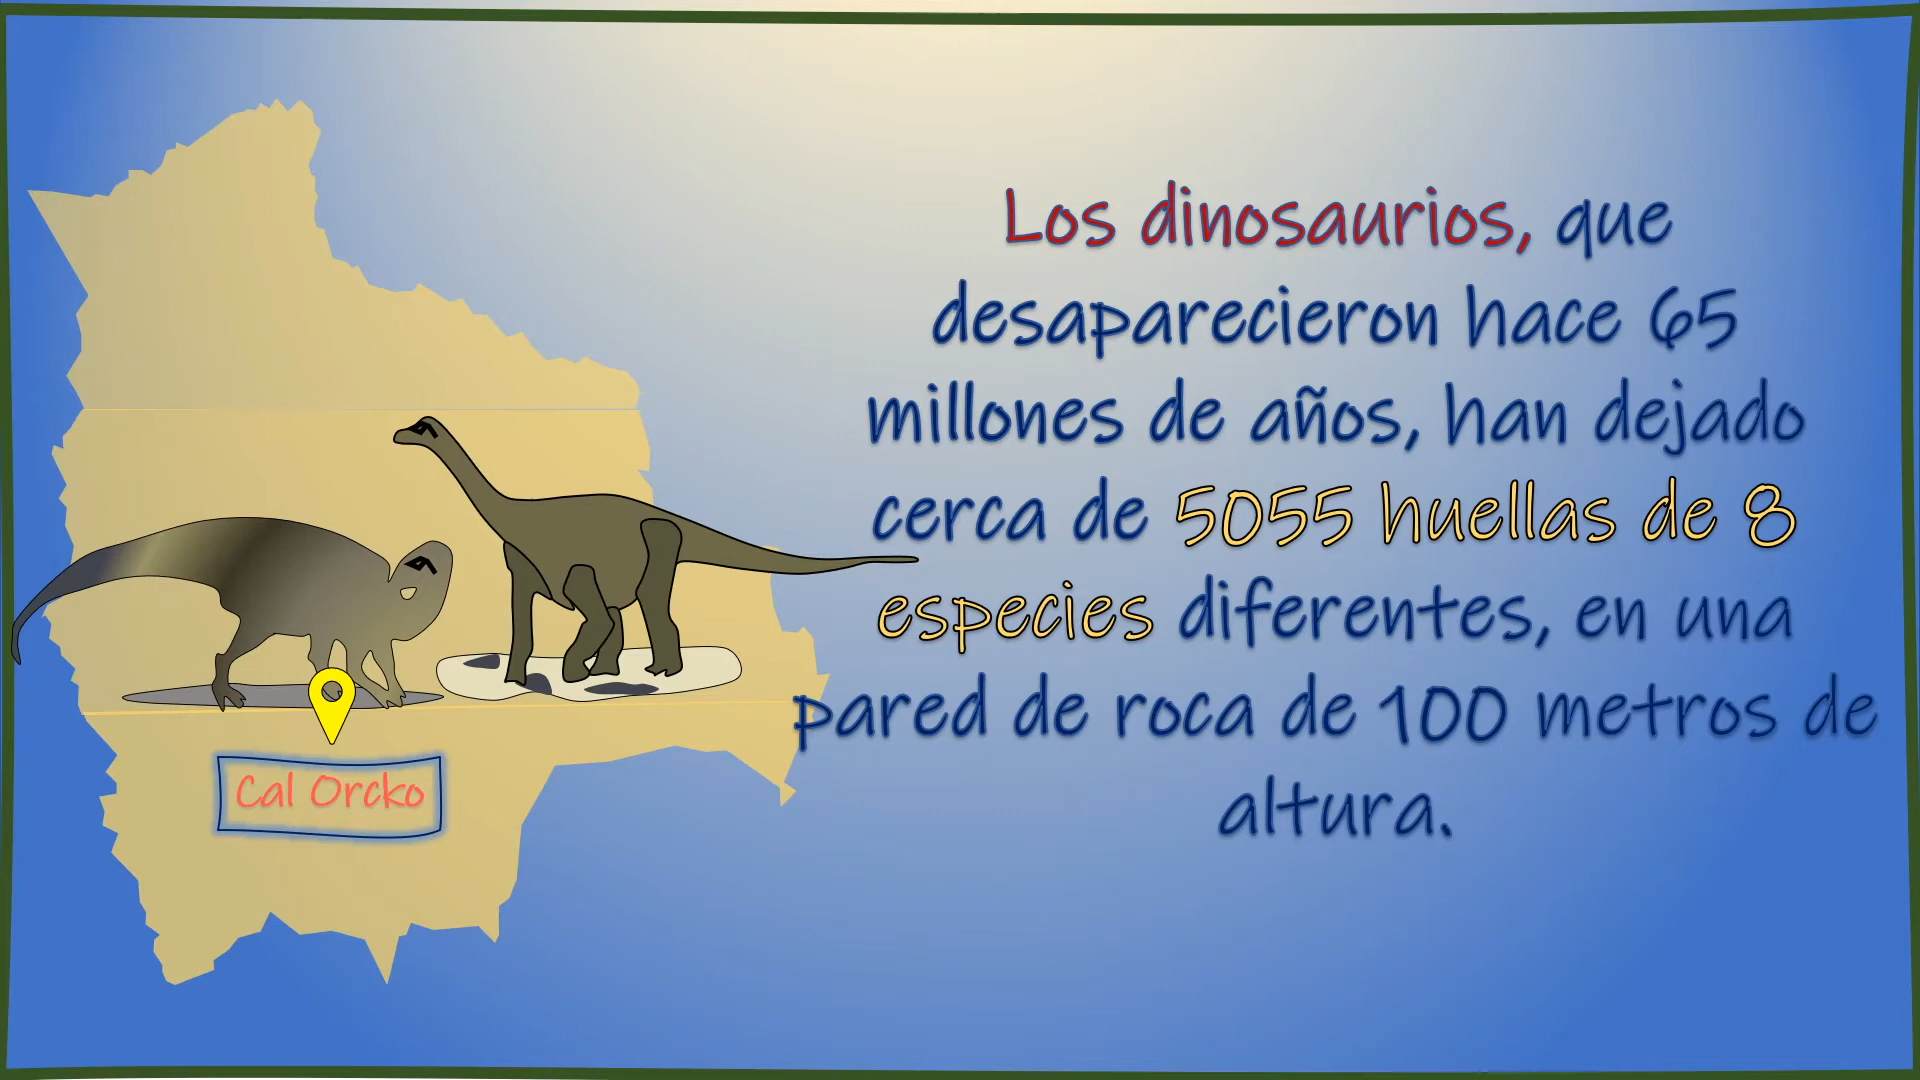 Los dinosaurios, que
desaparecieron hace 65
millones de años, han dejado
cerca de 5055 huellas de 8
especies diferentes, en una
pared de roca de 100 metros de
altura.
Cal Orcko